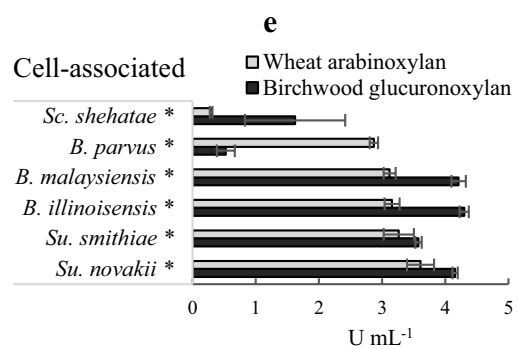 e
Cell-associated
Wheat arabinoxylan
Birchwood glucuronoxylan
Sc. shehatae *
B. parvus *
B. malaysiensis *
B. illinoisensis *
Su. smithiae *
Su. novakii *
0 1 2 3 4 5
U mL⁻¹